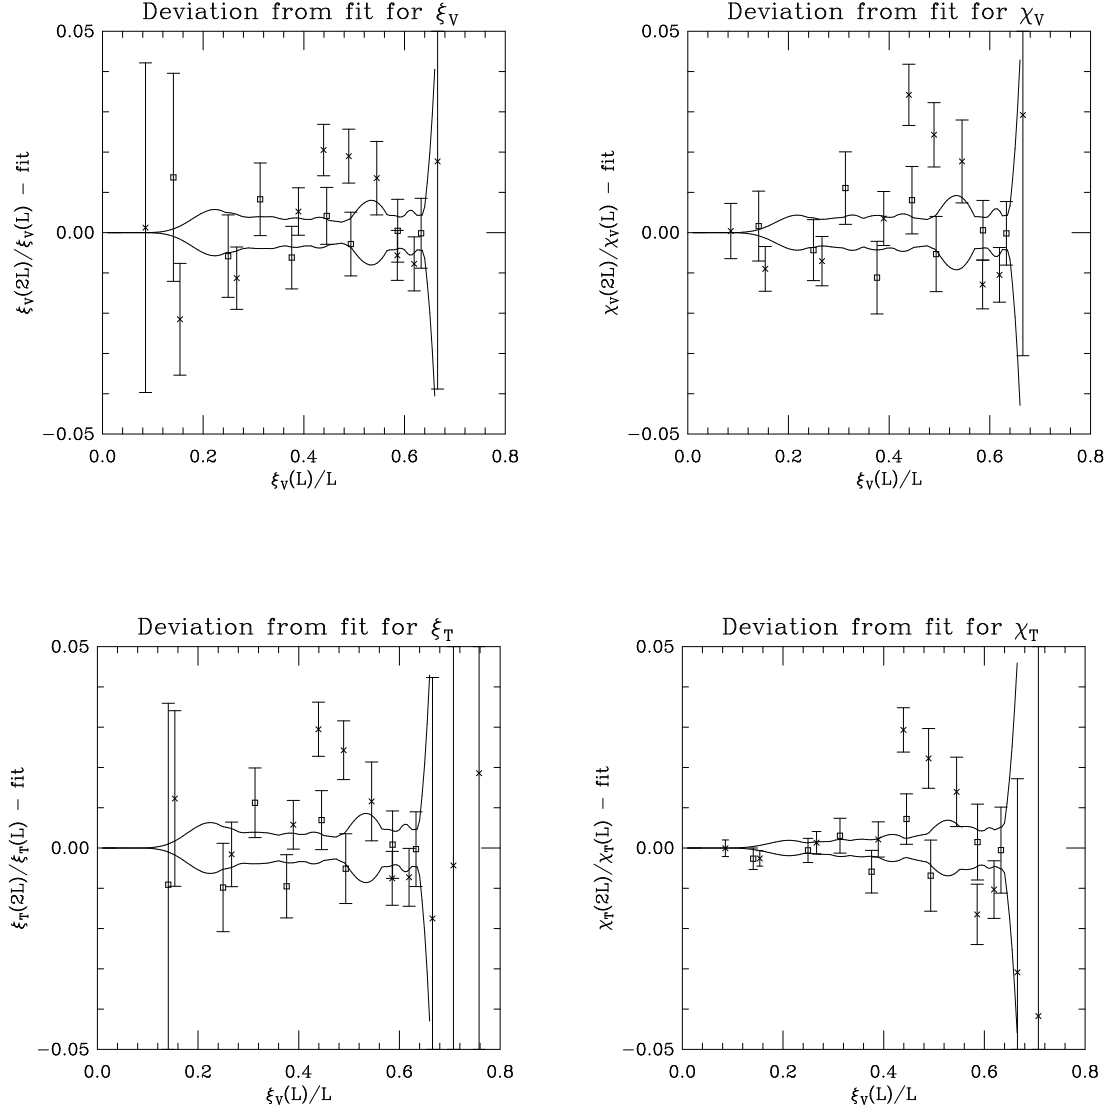 Deviation from fit for ξV
0.05
0.00
−0.05
ξV(2L)/ξV(L) − fit
0.0 0.2 0.4 0.6 0.8
ξV(L)/L
Deviation from fit for χV
0.05
0.00
−0.05
χV(2L)/χV(L) − fit
0.0 0.2 0.4 0.6 0.8
ξV(L)/L
Deviation from fit for ξT
0.05
0.00
−0.05
ξT(2L)/ξT(L) − fit
0.0 0.2 0.4 0.6 0.8
ξV(L)/L
Deviation from fit for χT
0.05
0.00
−0.05
χT(2L)/χT(L) − fit
0.0 0.2 0.4 0.6 0.8
ξV(L)/L